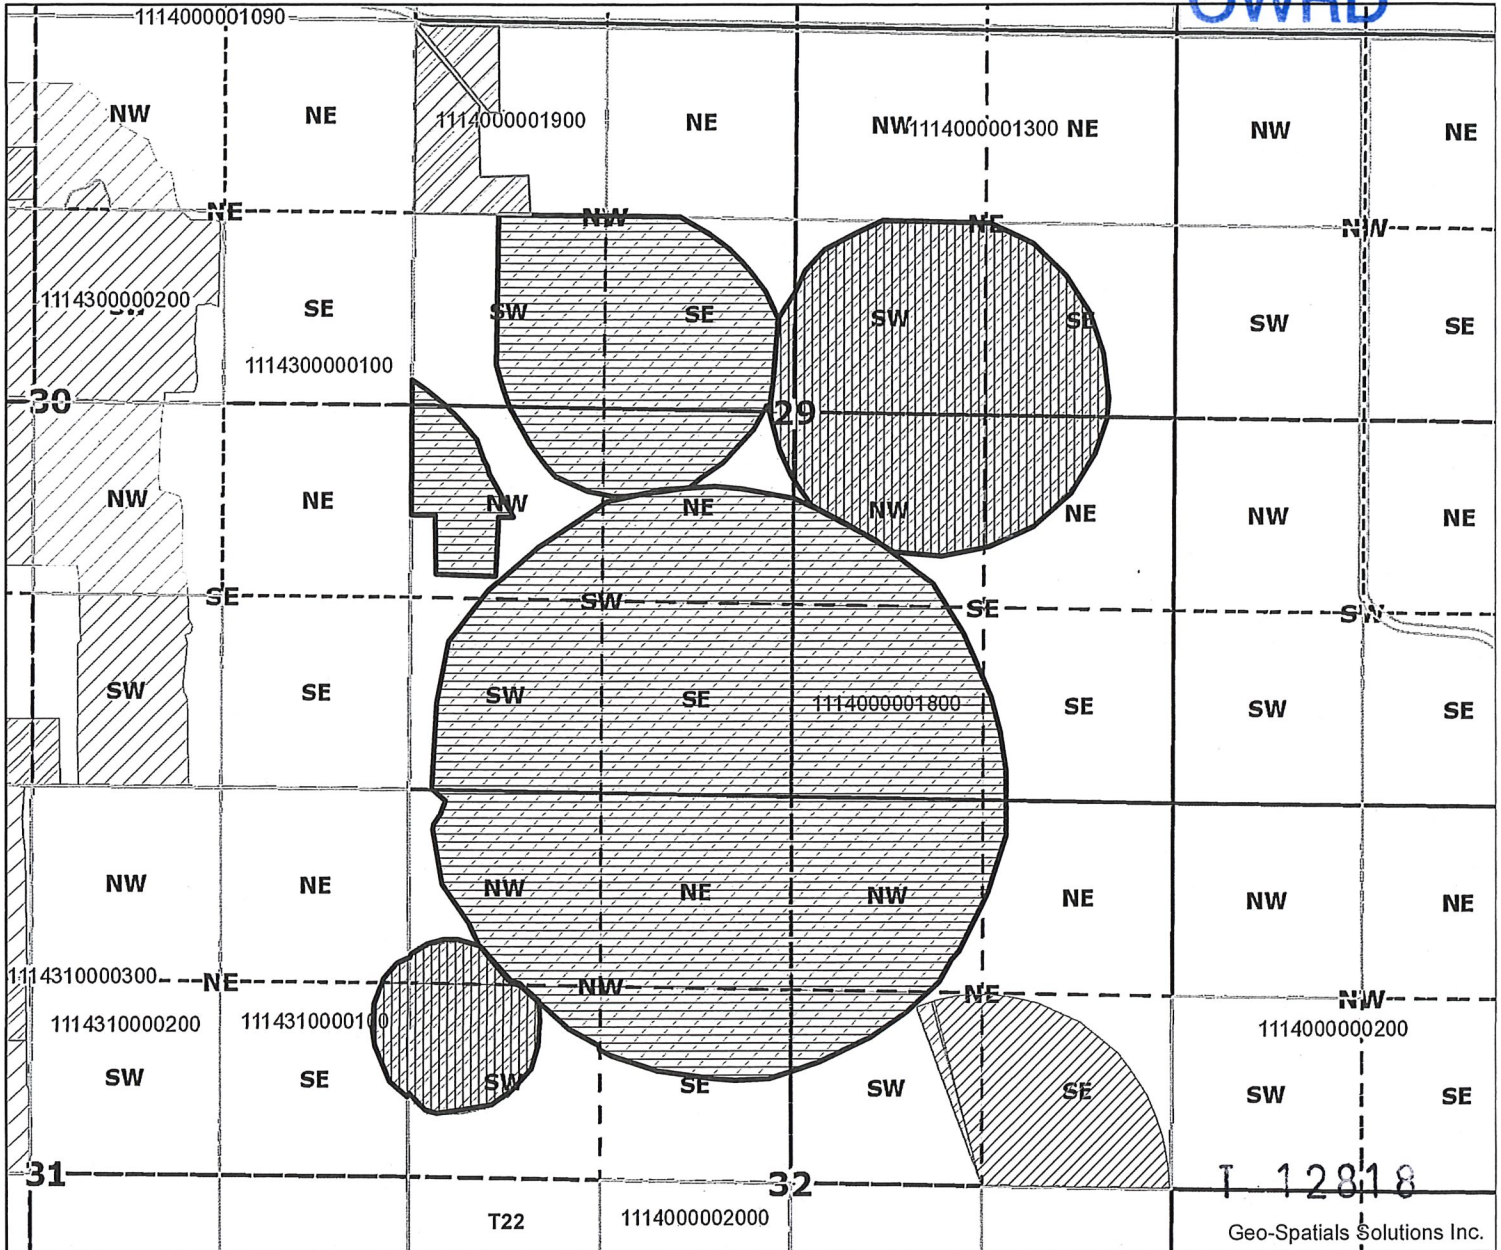 OWRD
1114000001090
NW NE 1114000001900 NE NW 1114000001300 NE NW NE
NE NW NE NW
1114300000200 SE SW SE SW SE SW SE
1114300000100
30 29
NW NE NW NE NW NE NW NE
SE SW SE SW
SW SE SW SE 1114000001800 SE SW SE
NW NE NW NE NW NE NW NE
1114310000300 NE NW NE NW
1114310000200 1114310000100 1114000000200
SW SE SW SE SW SE SW SE
31 32 T 12818
T22 1114000002000
Geo-Spatials Solutions Inc.